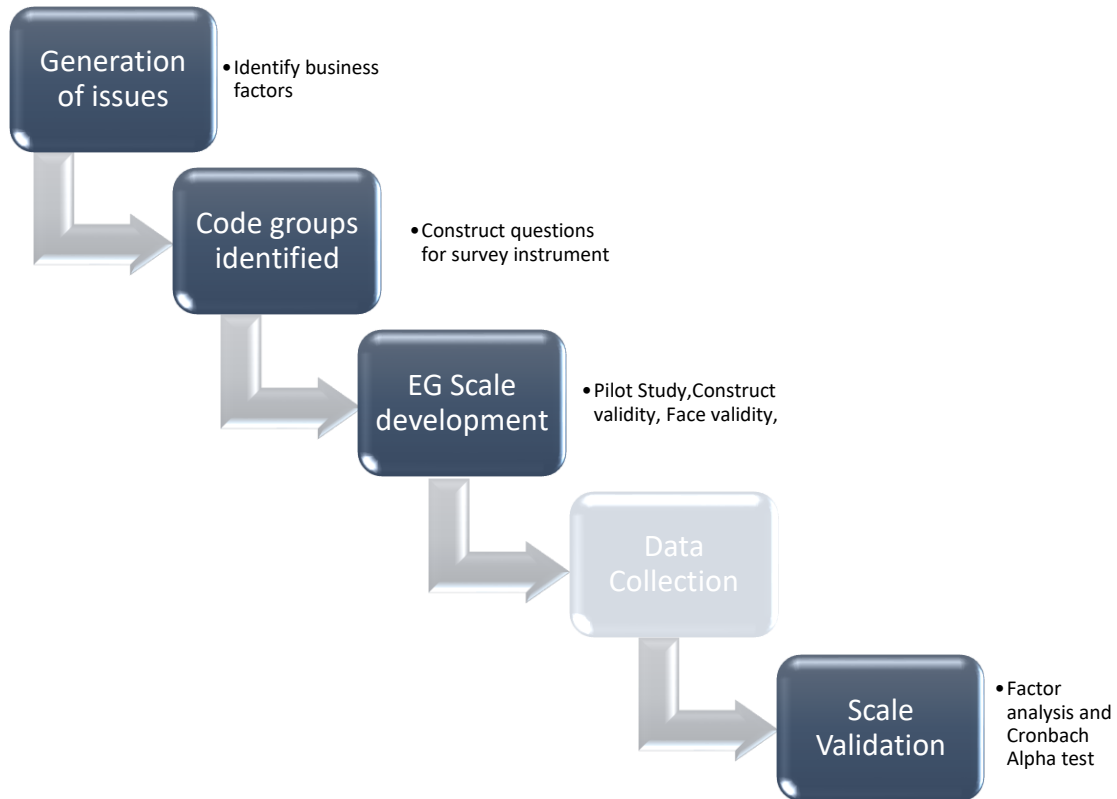 Generation
of issues
•Identify business
factors
Code groups
identified
•Construct questions
for survey instrument
EG Scale
development
•Pilot Study,Construct
validity, Face validity,
Data
Collection
Scale
Validation
•Factor
analysis and
Cronbach
Alpha test